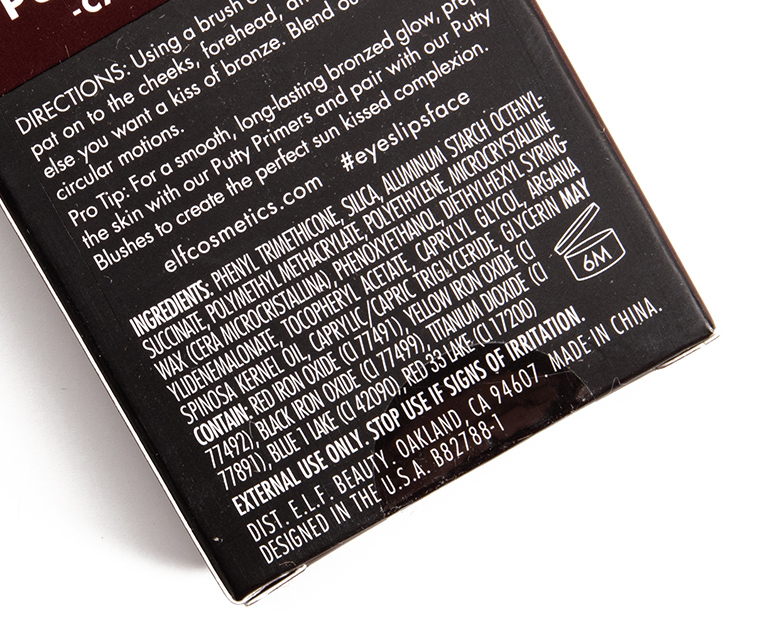 -CA
DIRECTIONS: Using a brush
pat on to the cheeks, forehead,
else you want a kiss of bronze. Blend ou
circular motions.
Pro Tip: For a smooth, long-lasting bronzed glow, prep
the skin with our Putty Primers and pair with our Putty
Blushes to create the perfect sun kissed complexion.
elfcosmetics.com #eyeslipsface
INGREDIENTS: PHENYL TRIMETHICONE, SILICA, ALUMINUM STARCH OCTENYL-
SUCCINATE, POLYMETHYL METHACRYLATE, POLYETHYLENE, MICROCRYSTALLINE
WAX (CERA MICROCRISTALLINA), PHENOXYETHANOL, DIETHYLHEXYL SYRING-
YLIDENEMALONATE, TOCOPHERYL ACETATE, CAPRYLYL GLYCOL, ARGANIA
SPINOSA KERNEL OIL, CAPRYLIC/CAPRIC TRIGLYCERIDE, GLYCERIN MAY
CONTAIN: RED IRON OXIDE (CI 77491), YELLOW IRON OXIDE (CI
77492), BLACK IRON OXIDE (CI 77499), TITANIUM DIOXIDE (CI
77891), BLUE 1 LAKE (CI 42090), RED 33 LAKE (CI 17200)
6M
EXTERNAL USE ONLY. STOP USE IF SIGNS OF IRRITATION.
DIST. E.L.F. BEAUTY OAKLAND, CA 94607. MADE IN CHINA.
DESIGNED IN THE U.S.A. B82788-1